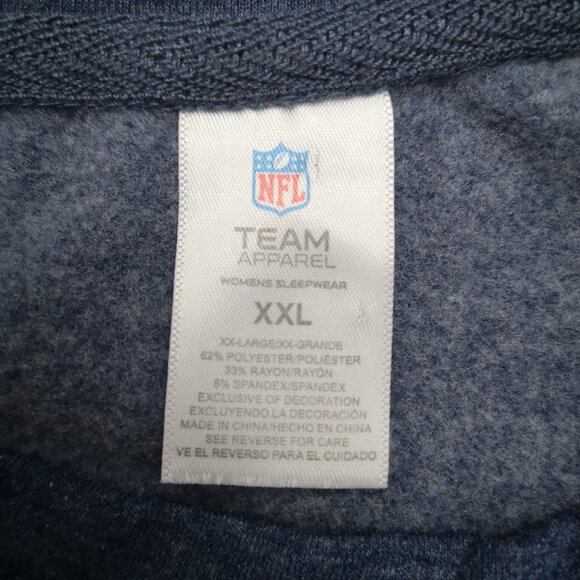 NFL
TEAM
APPAREL
WOMENS SLEEPWEAR
XXL
XX-LARGE/XX-GRANDE
62% POLYESTER/POLIÉSTER
33% RAYON/RAYÓN
5% SPANDEX/SPANDEX
EXCLUSIVE OF DECORATION
EXCLUYENDO LA DECORACIÓN
MADE IN CHINA/HECHO EN CHINA
SEE REVERSE FOR CARE
VE EL REVERSO PARA EL CUIDADO